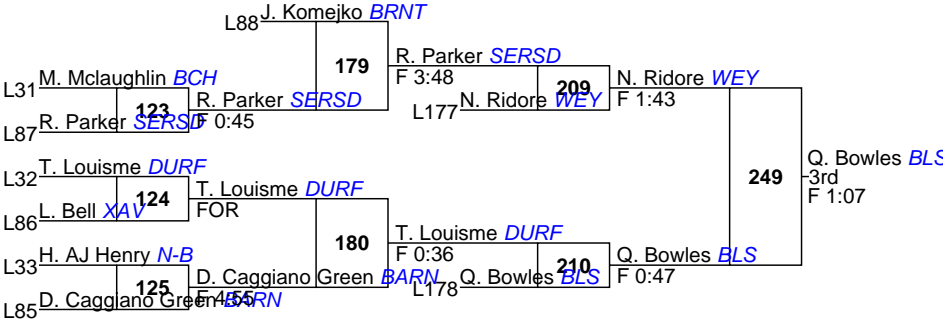 L88 J. Komejko BRNT
179
R. Parker SERSD
F 3:48
L31 M. Mclaughlin BCH
123
R. Parker SERSD
F 0:45
L87 R. Parker SERSD
209
N. Ridore WEY
F 1:43
L177 N. Ridore WEY
L32 T. Louisme DURF
124
T. Louisme DURF
FOR
L86 L. Bell XAV
249
Q. Bowles BLS
3rd
F 1:07
180
T. Louisme DURF
F 0:36
L33 H. AJ Henry N-B
125
D. Caggiano Green BARN
F 4:55
L85 D. Caggiano Green BARN
210
Q. Bowles BLS
F 0:47
L178 Q. Bowles BLS